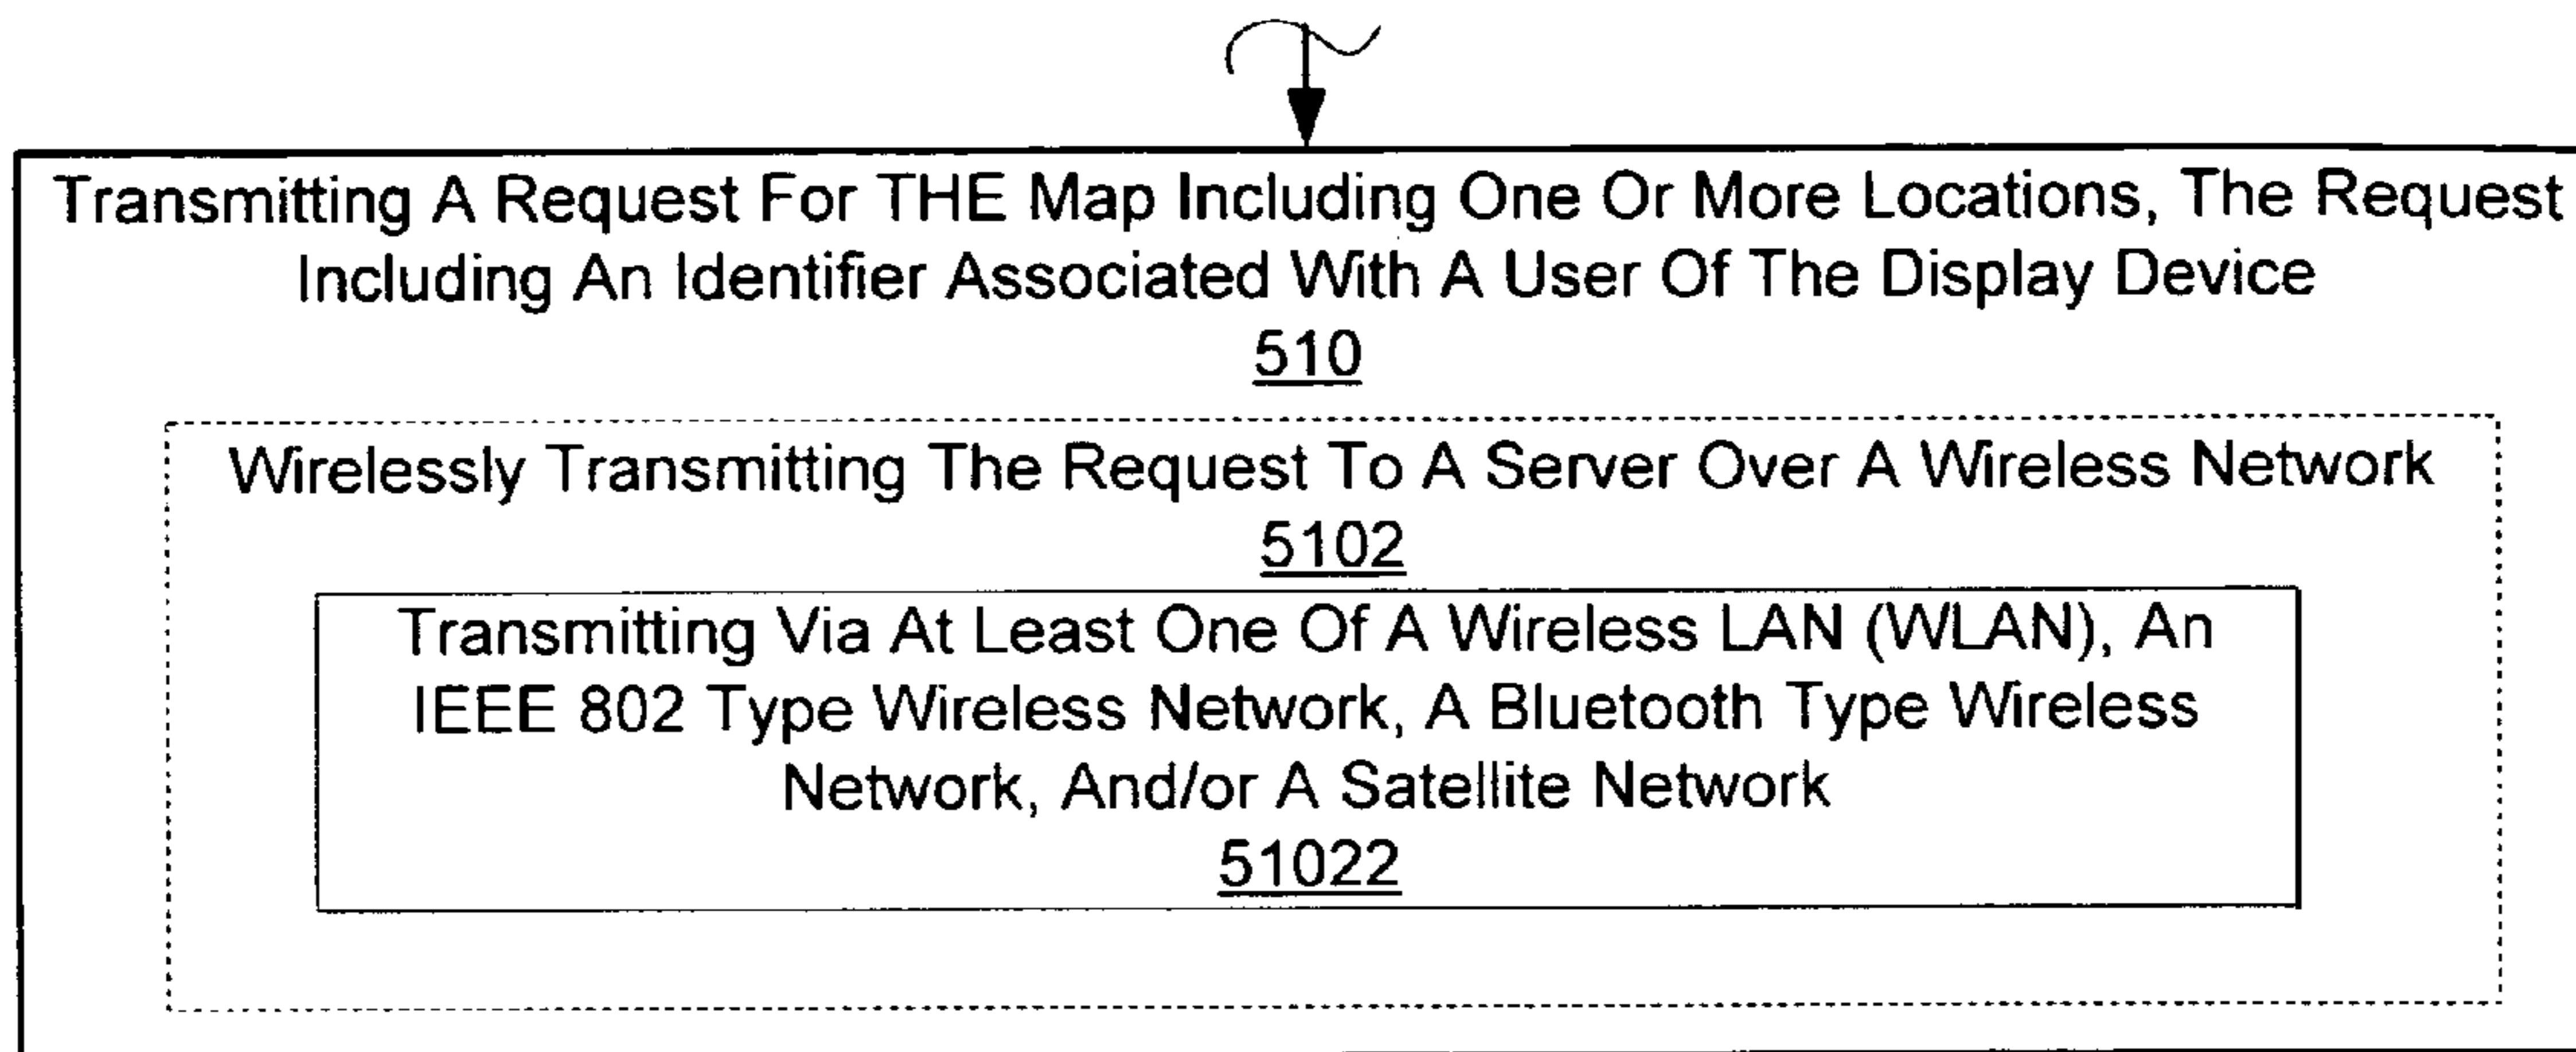 Transmitting A Request For THE Map Including One Or More Locations, The Request
Including An Identifier Associated With A User Of The Display Device
510
Wirelessly Transmitting The Request To A Server Over A Wireless Network
5102
Transmitting Via At Least One Of A Wireless LAN (WLAN), An
IEEE 802 Type Wireless Network, A Bluetooth Type Wireless
Network, And/or A Satellite Network
51022